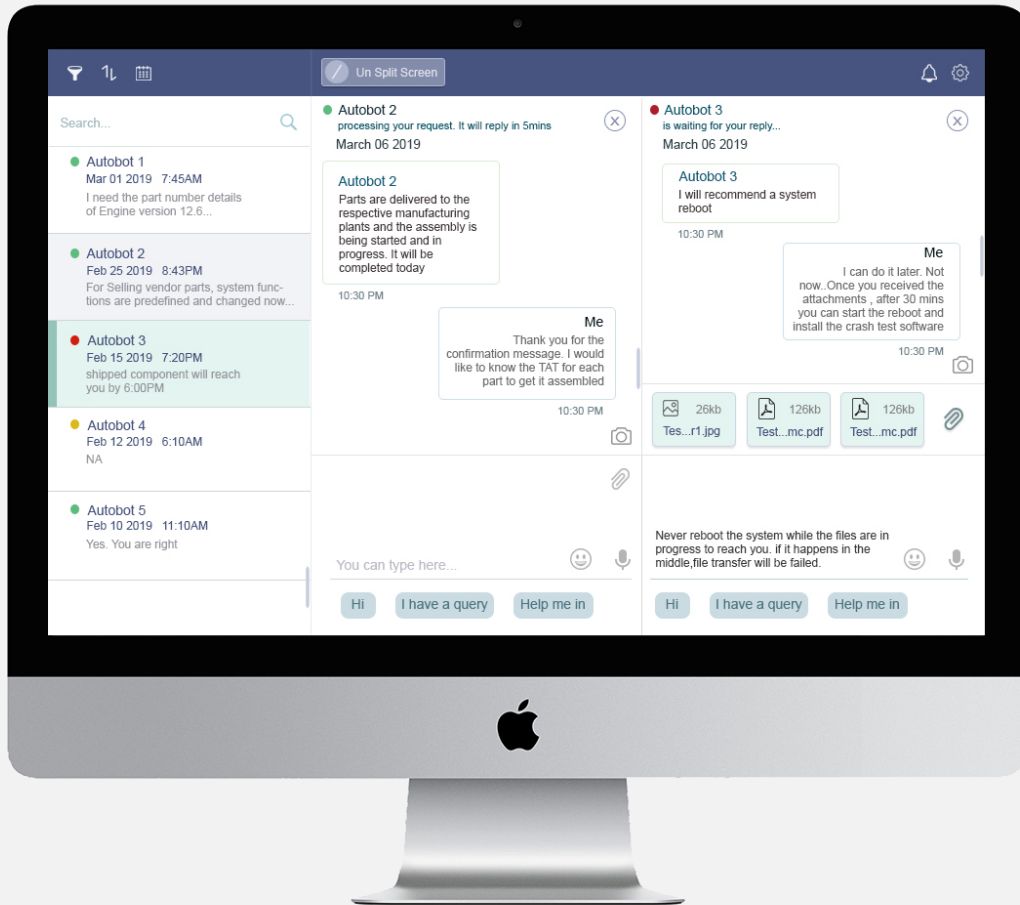 Un Split Screen
Search...
Autobot 1
Mar 01 2019 7:45AM
I need the part number details
of Engine version 12.6...
Autobot 2
Feb 25 2019 8:43PM
For Selling vendor parts, system func-
tions are predefined and changed now...
Autobot 3
Feb 15 2019 7:20PM
shipped component will reach
you by 6:00PM
Autobot 4
Feb 12 2019 6:10AM
NA
Autobot 5
Feb 10 2019 11:10AM
Yes. You are right
Autobot 2
processing your request. It will reply in 5mins
March 06 2019
Autobot 2
Parts are delivered to the
respective manufacturing
plants and the assembly is
being started and in
progress. It will be
completed today
10:30 PM
Me
Thank you for the
confirmation message. I would
like to know the TAT for each
part to get it assembled
10:30 PM
You can type here...
Hi
I have a query
Help me in
Autobot 3
is waiting for your reply...
March 06 2019
Autobot 3
I will recommend a system
reboot
10:30 PM
Me
I can do it later. Not
now..Once you received the
attachments , after 30 mins
you can start the reboot and
install the crash test software
10:30 PM
26kb
Tes...r1.jpg
126kb
Test...mc.pdf
126kb
Test...mc.pdf
Never reboot the system while the files are in
progress to reach you. if it happens in the
middle,file transfer will be failed.
Hi
I have a query
Help me in